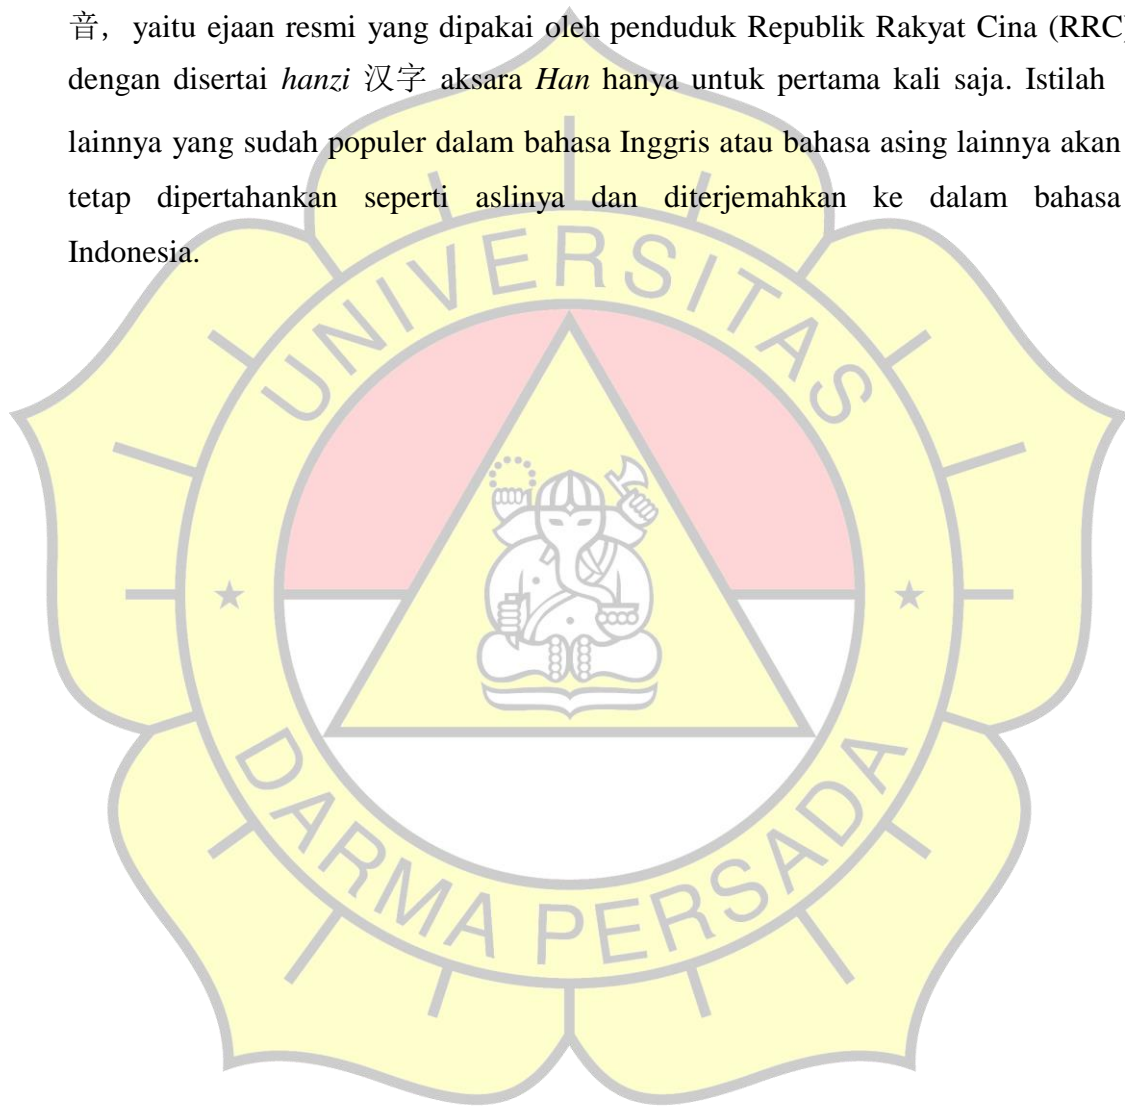 音，yaitu ejaan resmi yang dipakai oleh penduduk Republik Rakyat Cina (RRC)
dengan disertai hanzi 汉字 aksara Han hanya untuk pertama kali saja. Istilah
lainnya yang sudah populer dalam bahasa Inggris atau bahasa asing lainnya akan
tetap dipertahankan seperti aslinya dan diterjemahkan ke dalam bahasa
Indonesia.
UNIVERSITAS
DARMA PERSADA